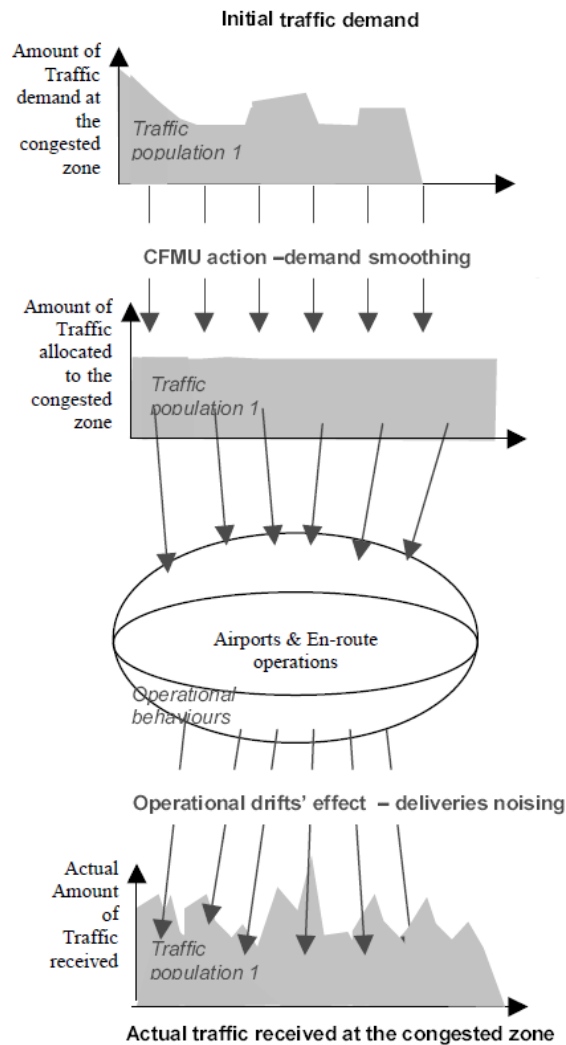 Initial traffic demand
Amount of
Traffic
demand at
the
congested
zone
Traffic
population 1
CFMU action –demand smoothing
Amount of
Traffic
allocated
to the
congested
zone
Traffic
population 1
Airports & En-route
operations
Operational
behaviours
Operational drifts' effect – deliveries noising
Actual
Amount
of
Traffic
received
Traffic
population 1
Actual traffic received at the congested zone